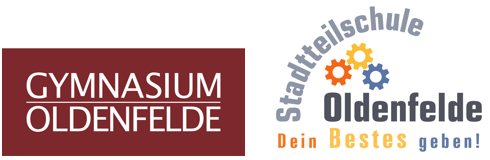 GYMNASIUM
OLDENFELDE
Stadtteilschule
Oldenfelde
Dein Bestes geben!